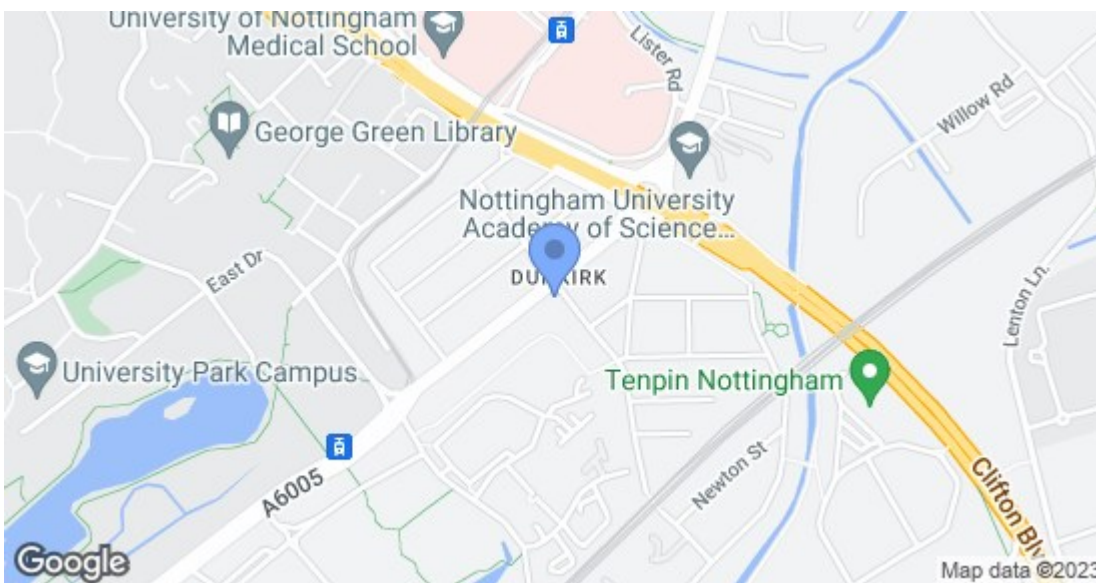 University of Nottingham
Medical School
Lister Rd
Willow Rd
George Green Library
Nottingham University
Academy of Science...
East Dr
DUNKIRK
Lenton Ln.
University Park Campus
Tenpin Nottingham
Newton St
A6005
Clifton Blv
Google
Map data ©2023